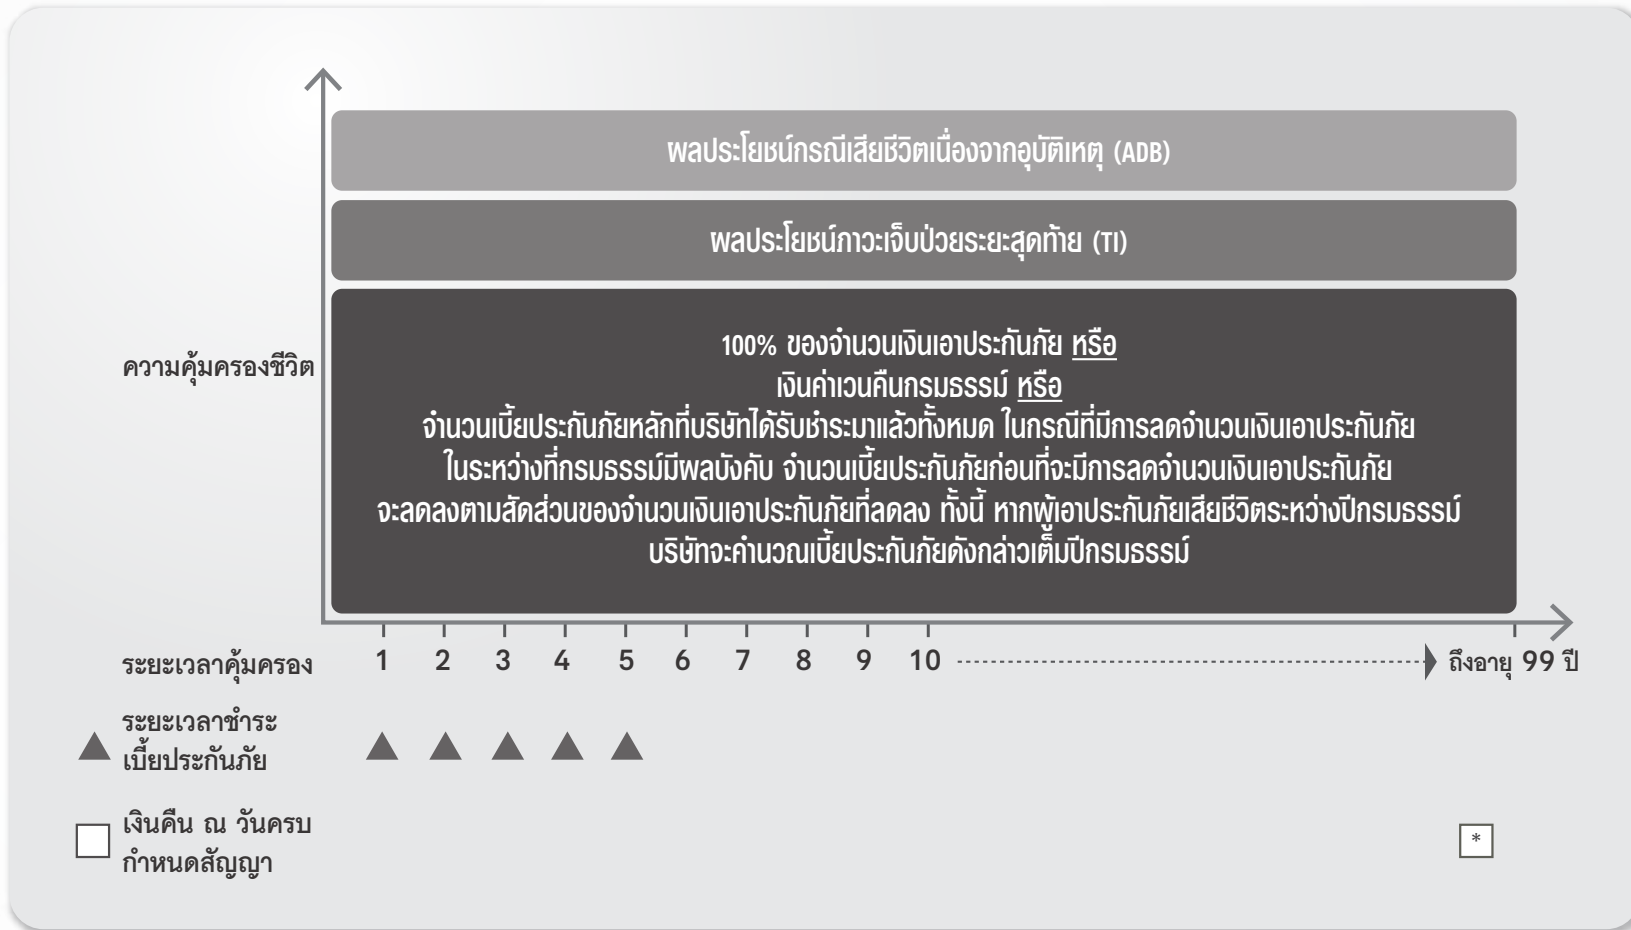 ผลประโยชน์กรณีเสียชีวิตเนื่องจากอุบัติเหตุ (ADB)
ผลประโยชน์ภาวะเจ็บป่วยระยะสุดท้าย (TI)
ความคุ้มครองชีวิต
100% ของจำนวนเงินเอาประกันภัย หรือ
เงินค่าเวนคืนกรมธรรม์ หรือ
จำนวนเบี้ยประกันภัยหลักที่บริษัทได้รับชำระมาแล้วทั้งหมด ในกรณีที่มีการลดจำนวนเงินเอาประกันภัย
ในระหว่างที่กรมธรรม์มีผลบังคับ จำนวนเบี้ยประกันภัยก่อนที่จะมีการลดจำนวนเงินเอาประกันภัย
จะลดลงตามสัดส่วนของจำนวนเงินเอาประกันภัยที่ลดลง ทั้งนี้ หากผู้เอาประกันภัยเสียชีวิตระหว่างปีกรมธรรม์
บริษัทจะคำนวณเบี้ยประกันภัยดังกล่าวเต็มปีกรมธรรม์
ระยะเวลาคุ้มครอง 1 2 3 4 5 6 7 8 9 10 ถึงอายุ 99 ปี
ระยะเวลาชำระ
เบี้ยประกันภัย
เงินคืน ณ วันครบ
กำหนดสัญญา
*